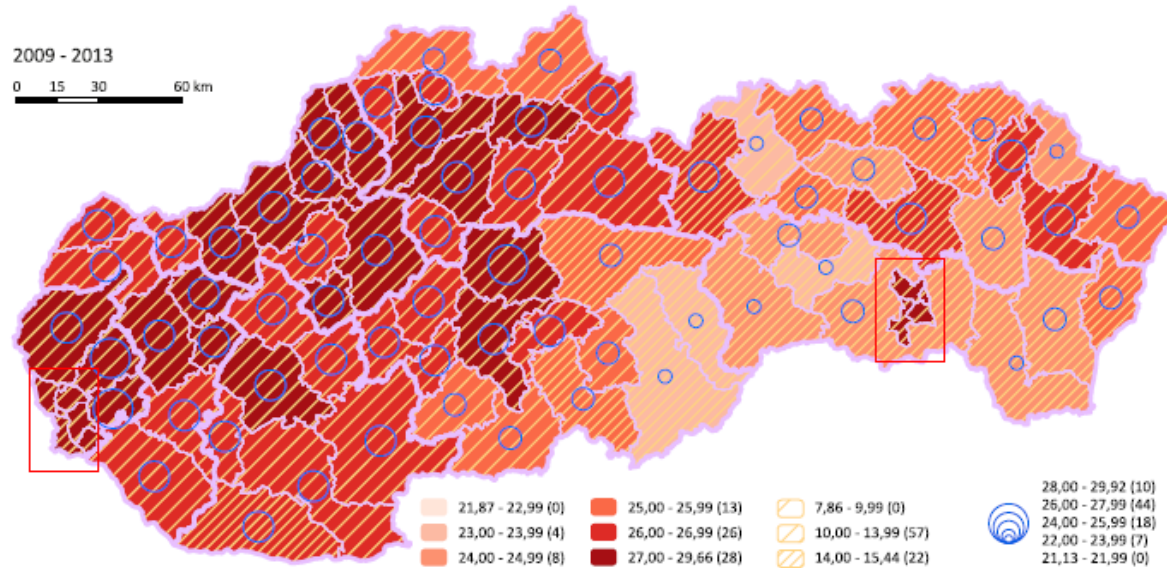 2009 - 2013
0 15 30 60 km
21,87 - 22,99 (0)
23,00 - 23,99 (4)
24,00 - 24,99 (8)
25,00 - 25,99 (13)
26,00 - 26,99 (26)
27,00 - 29,66 (28)
7,86 - 9,99 (0)
10,00 - 13,99 (57)
14,00 - 15,44 (22)
28,00 - 29,92 (10)
26,00 - 27,99 (44)
24,00 - 25,99 (18)
22,00 - 23,99 (7)
21,13 - 21,99 (0)